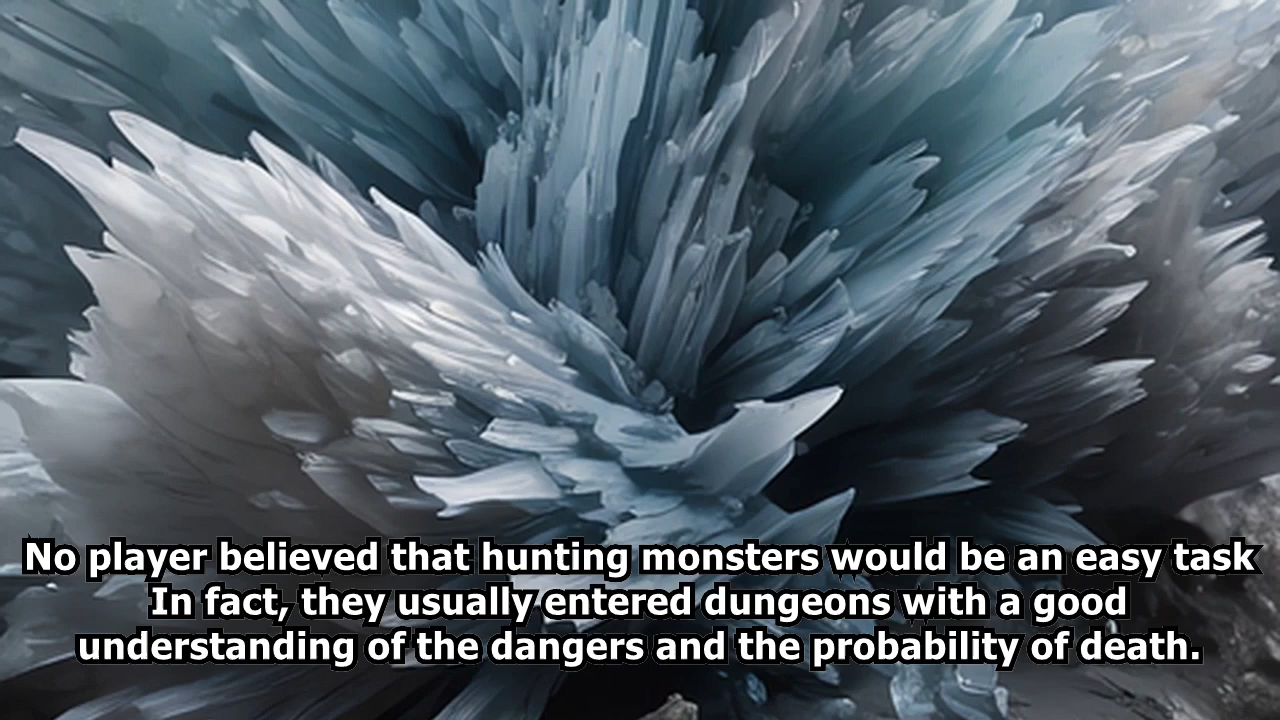 No player believed that hunting monsters would be an easy task
In fact, they usually entered dungeons with a good
understanding of the dangers and the probability of death.